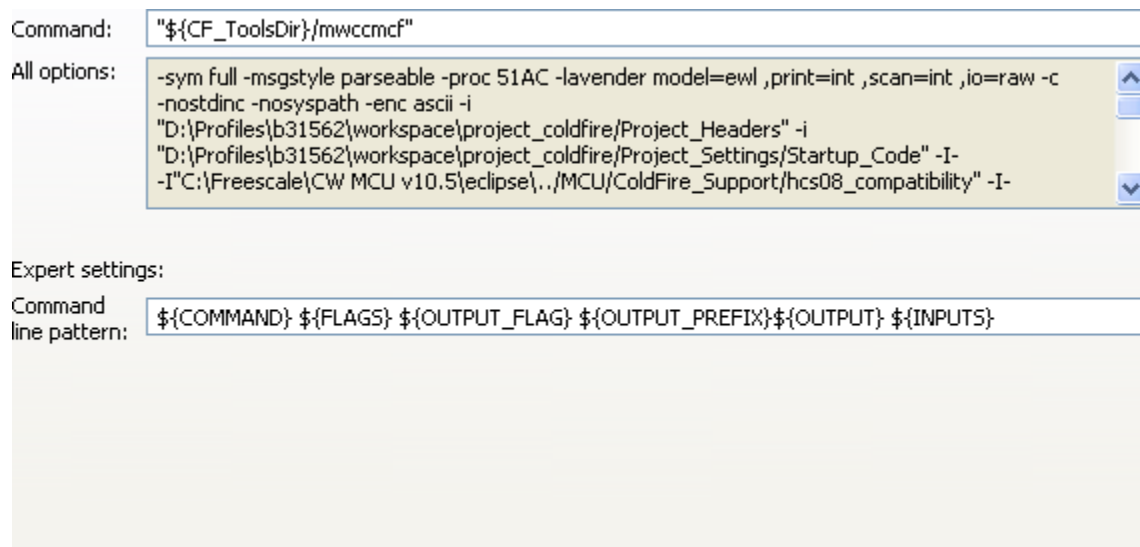 Command: "${CF_ToolsDir}/mwccmcf"
All options: -sym full -msgstyle parseable -proc 51AC -lavender model=ewl ,print=int ,scan=int ,io=raw -c
-nostdinc -nosyspath -enc ascii -i
"D:\Profiles\b31562\workspace\project_coldfire/Project_Headers" -i
"D:\Profiles\b31562\workspace\project_coldfire/Project_Settings/Startup_Code" -I-
-I"C:\Freescale\CW MCU v10.5\eclipse\../MCU/ColdFire_Support/hcs08_compatibility" -I-
Expert settings:
Command
line pattern: ${COMMAND} ${FLAGS} ${OUTPUT_FLAG} ${OUTPUT_PREFIX}${OUTPUT} ${INPUTS}